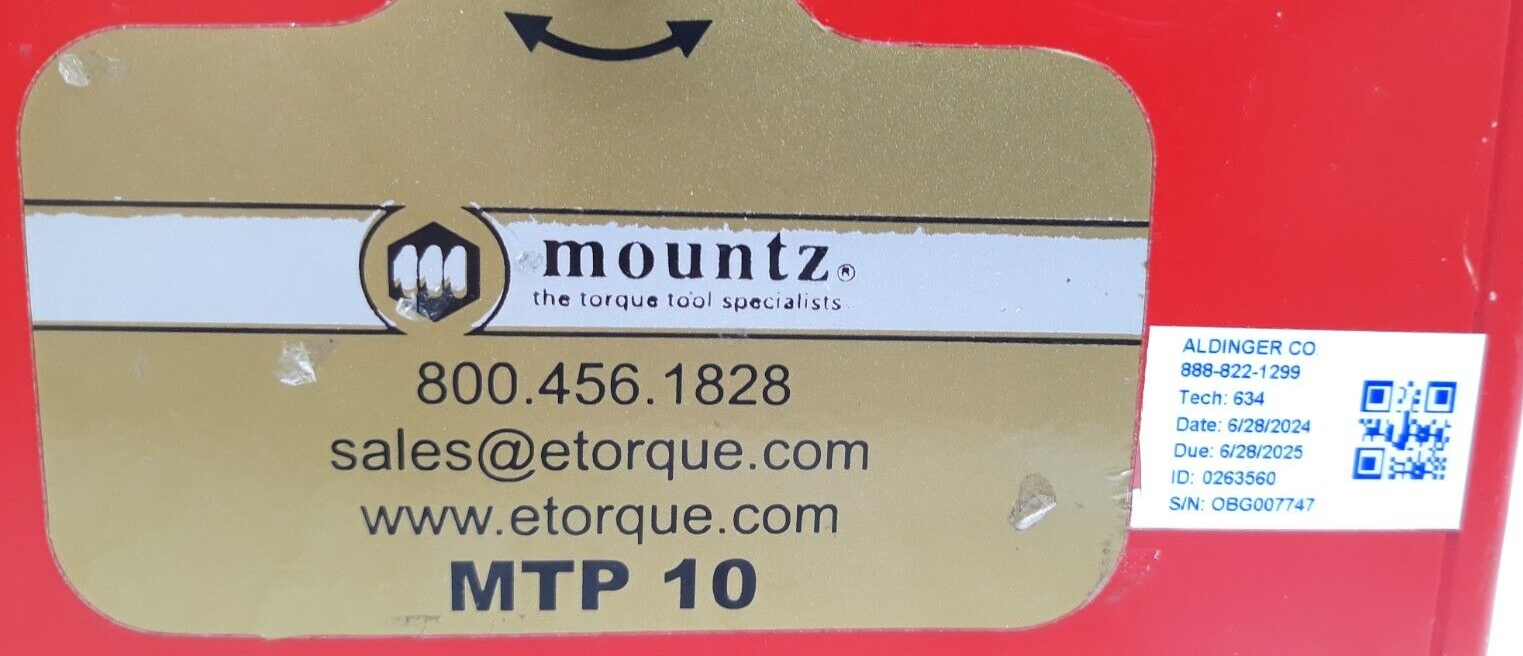 mountz®
the torque tool specialists
800.456.1828
sales@etorque.com
www.etorque.com
MTP 10
ALDINGER CO.
888-822-1299
Tech: 634
Date: 6/28/2024
Due: 6/28/2025
ID: 0263560
S/N: OBG007747